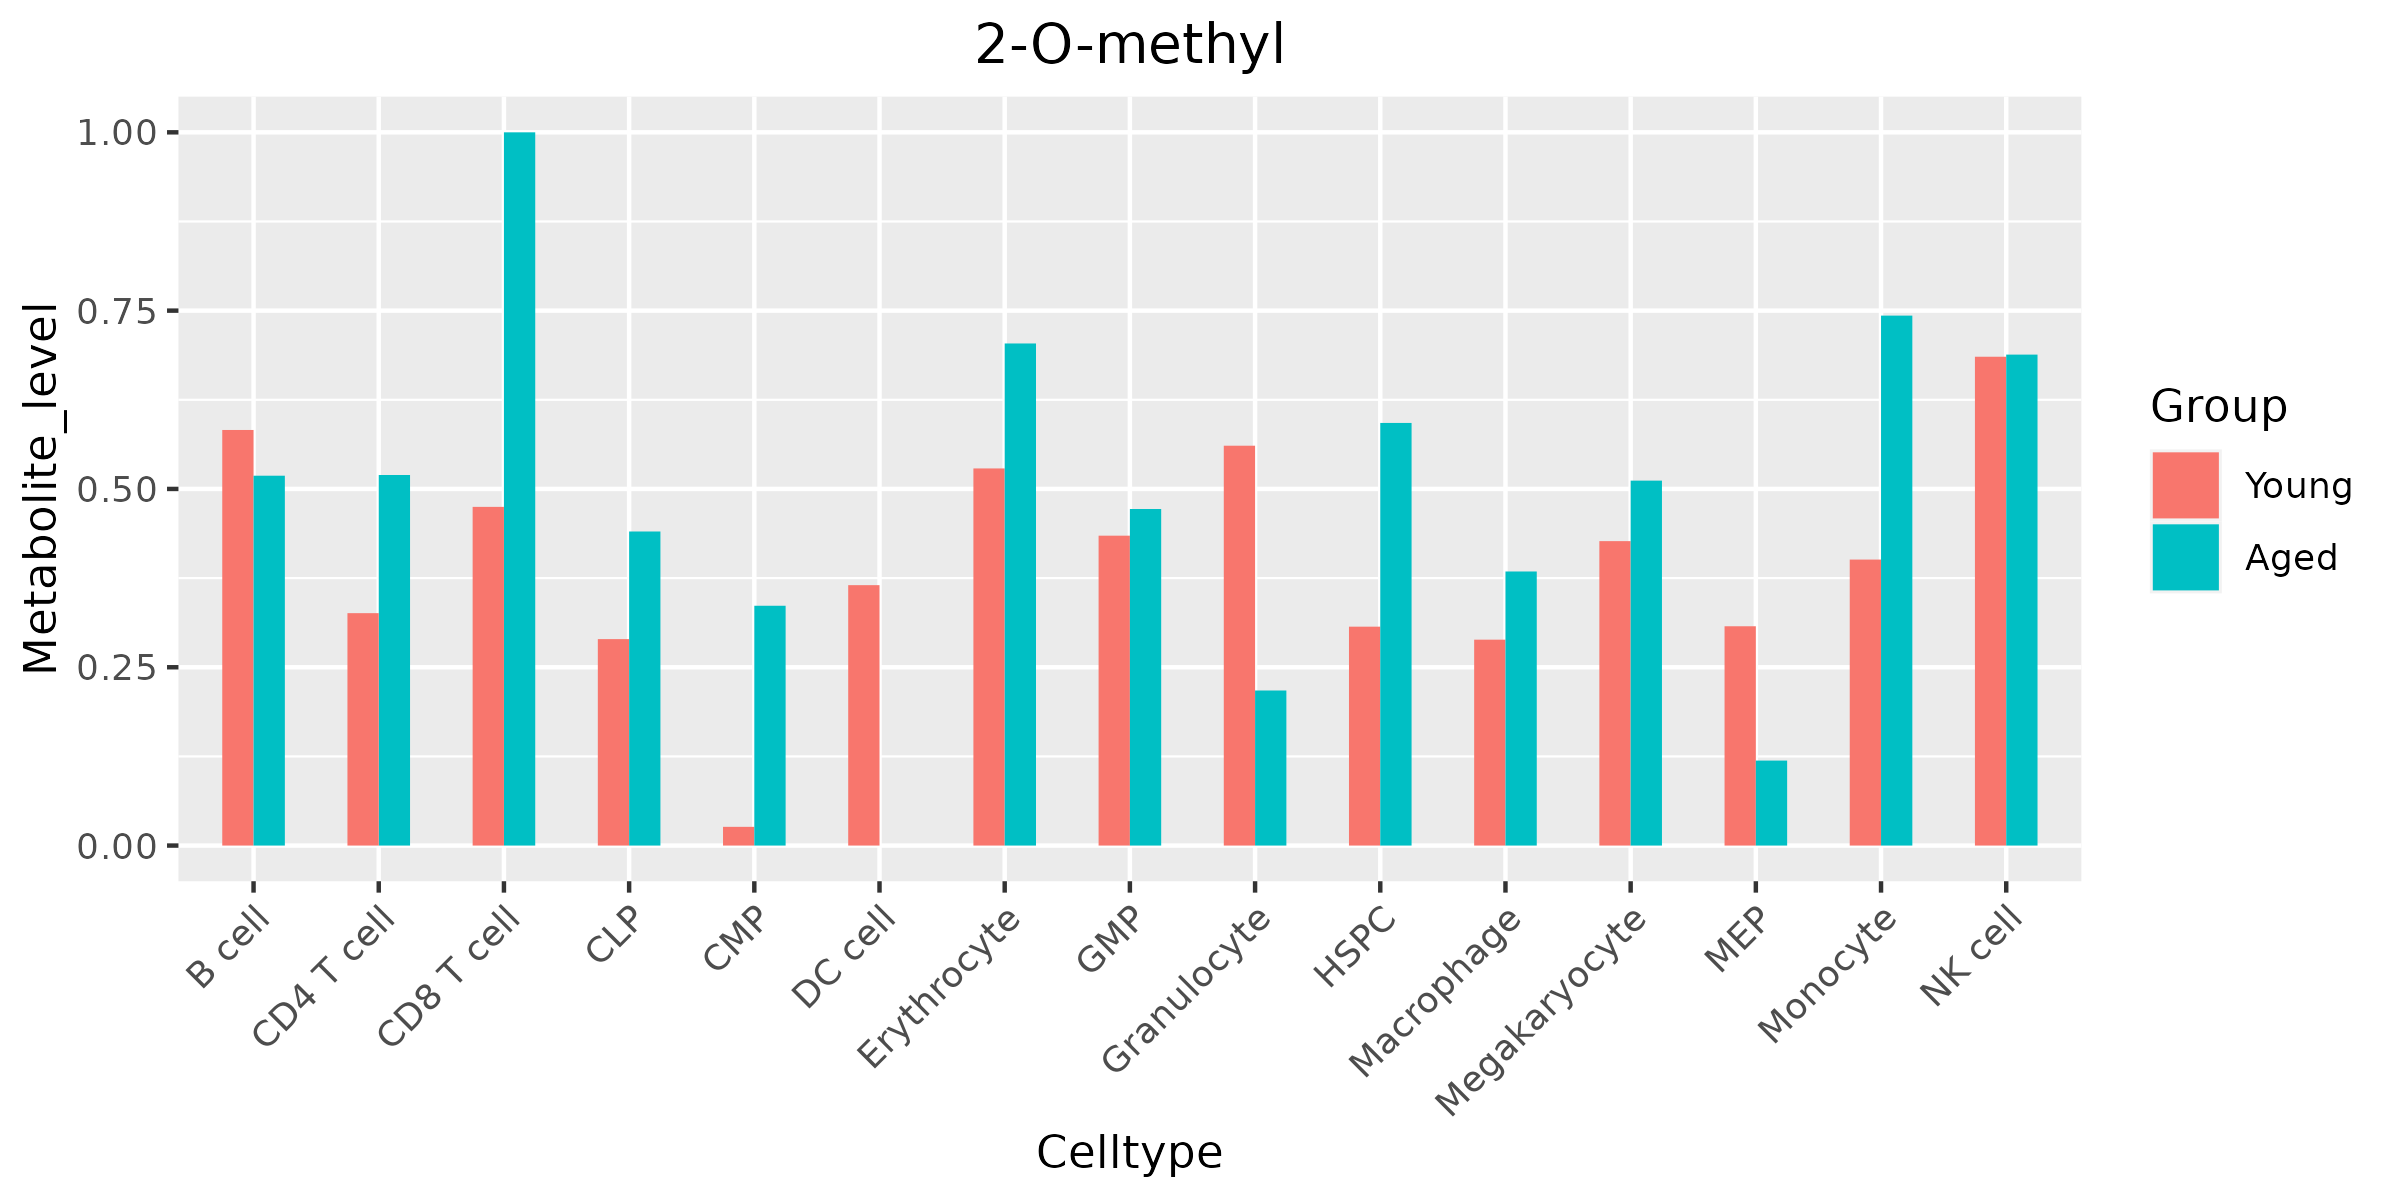 2-O-methyl
Metabolite_level
1.00
0.75
0.50
0.25
0.00
B cell
CD4 T cell
CD8 T cell
CLP
CMP
DC cell
Erythrocyte
GMP
Granulocyte
HSPC
Macrophage
Megakaryocyte
MEP
Monocyte
NK cell
Celltype
Group
Young
Aged